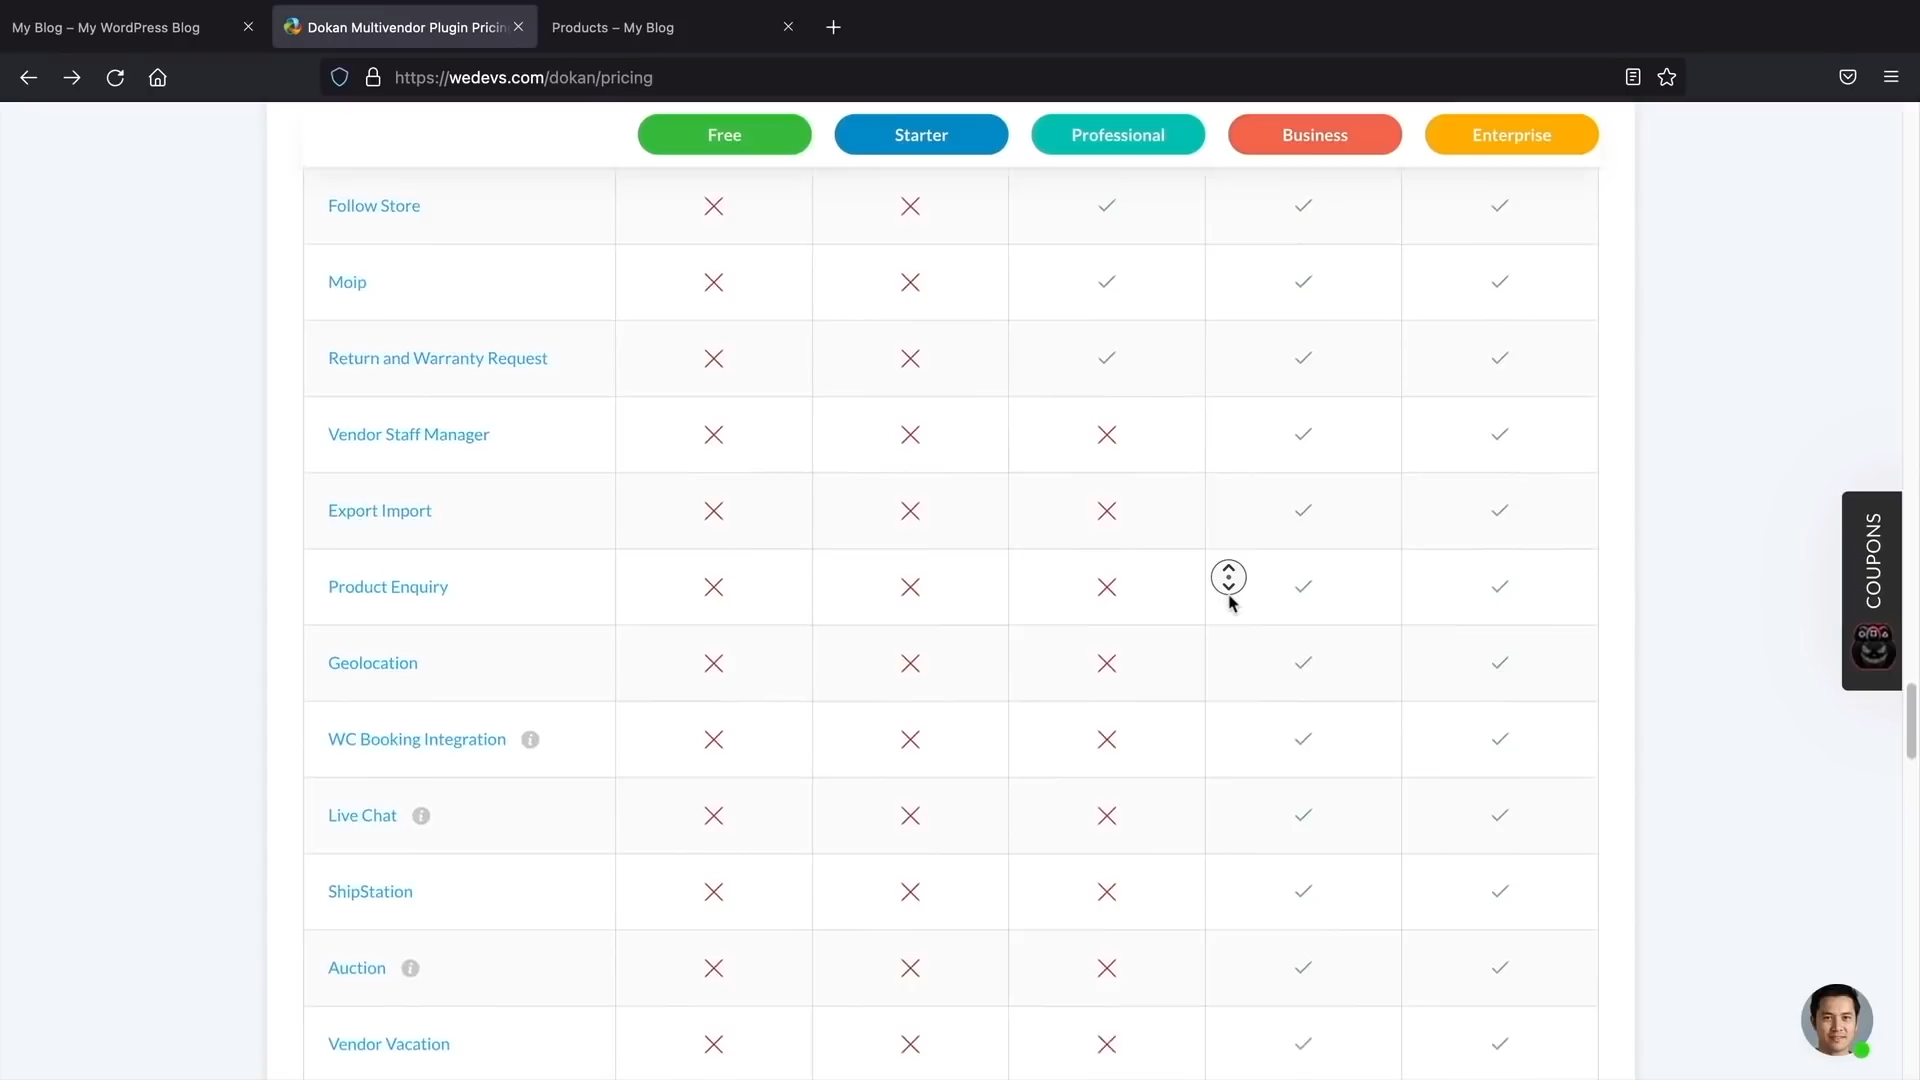 My Blog – My WordPress Blog
Dokan Multivendor Plugin Pricin
Products – My Blog
https://wedevs.com/dokan/pricing
Free
Starter
Professional
Business
Enterprise
Follow Store
Moip
Return and Warranty Request
Vendor Staff Manager
Export Import
Product Enquiry
Geolocation
WC Booking Integration
Live Chat
ShipStation
Auction
Vendor Vacation
COUPONS